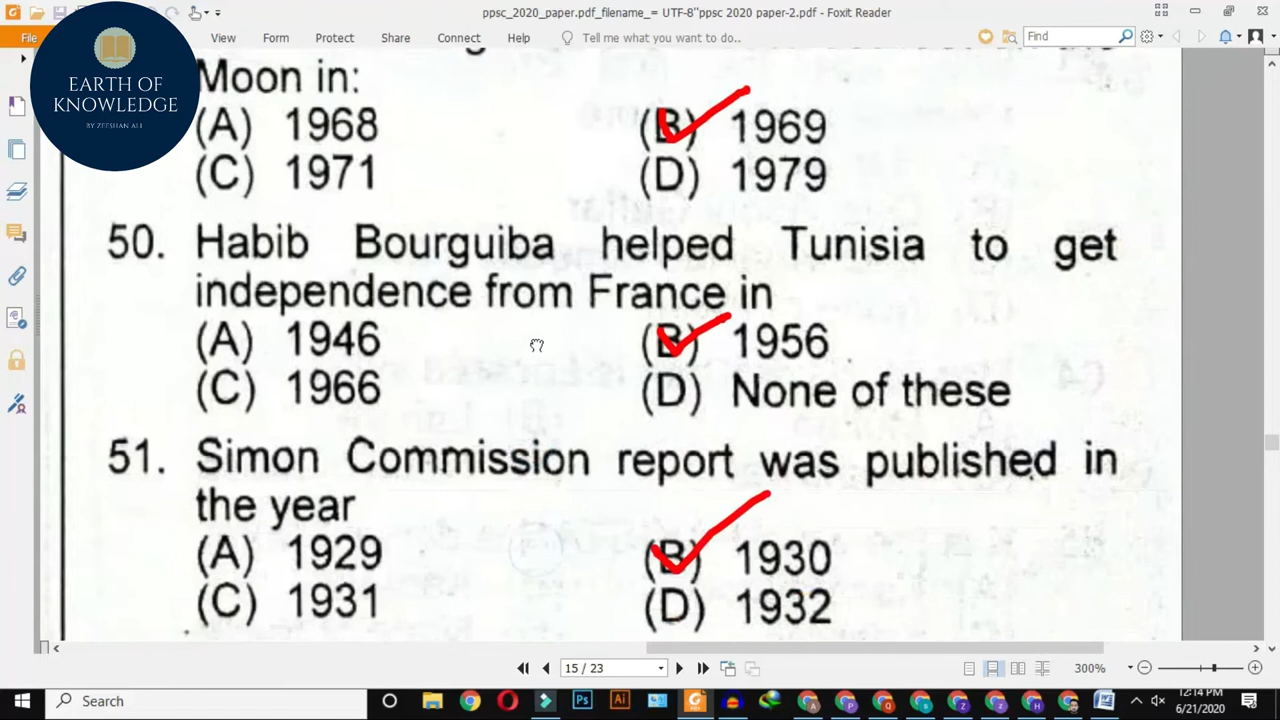 ppsc_2020_paper.pdf_filename_= UTF-8''ppsc 2020 paper-2.pdf - Foxit Reader
File View Form Protect Share Connect Help Tell me what you want to do.. Find
EARTH OF
KNOWLEDGE
BY ZEESHAN ALI
Moon in:
(A) 1968 (B) 1969
(C) 1971 (D) 1979
50. Habib Bourguiba helped Tunisia to get
independence from France in
(A) 1946 (B) 1956
(C) 1966 (D) None of these
51. Simon Commission report was published in
the year
(A) 1929 (B) 1930
(C) 1931 (D) 1932
15 / 23 300%
Search 12:14 PM
6/21/2020